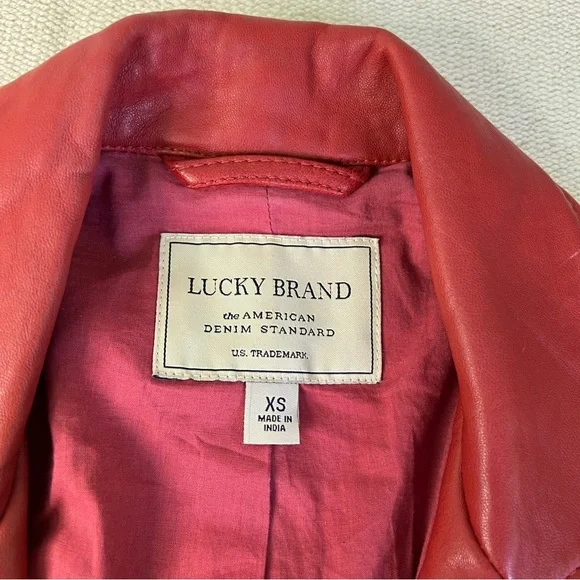 LUCKY BRAND
the AMERICAN
DENIM STANDARD
U.S. TRADEMARK.
XS
MADE IN
INDIA